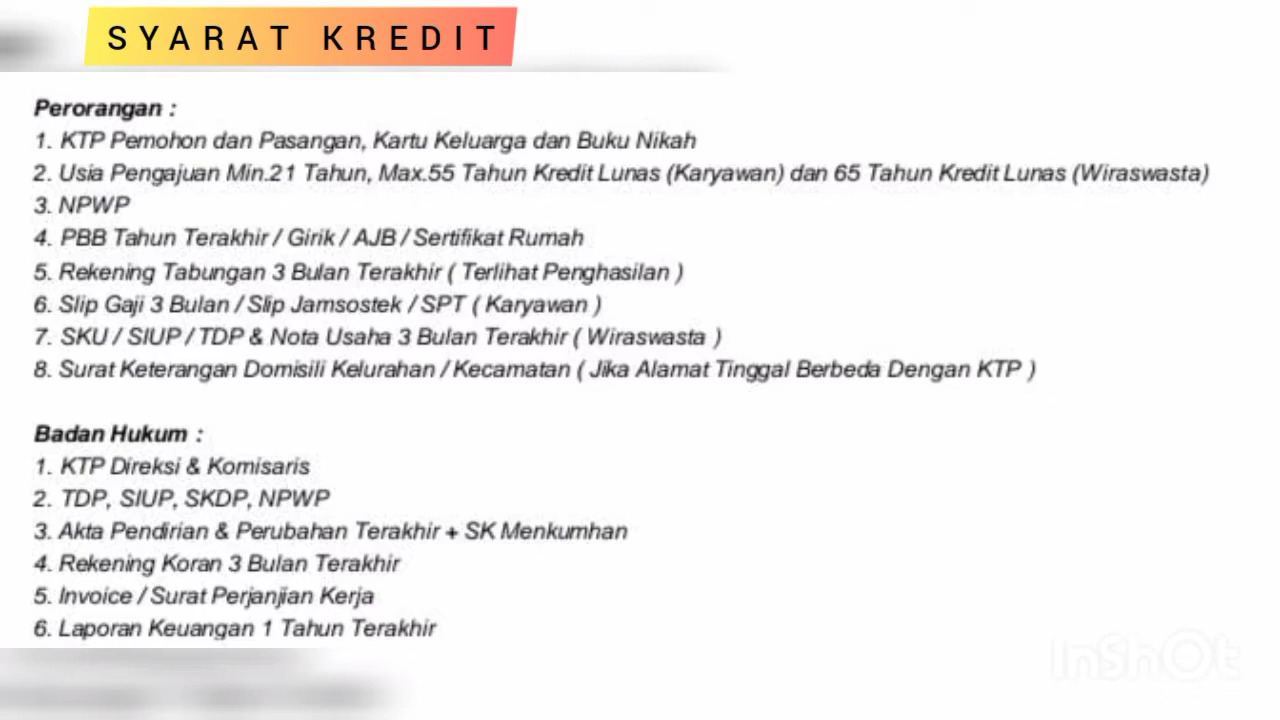 SYARAT KREDIT
Perorangan :
1. KTP Pemohon dan Pasangan, Kartu Keluarga dan Buku Nikah
2. Usia Pengajuan Min.21 Tahun, Max.55 Tahun Kredit Lunas (Karyawan) dan 65 Tahun Kredit Lunas (Wiraswasta)
3. NPWP
4. PBB Tahun Terakhir / Girik / AJB / Sertifikat Rumah
5. Rekening Tabungan 3 Bulan Terakhir ( Terlihat Penghasilan )
6. Slip Gaji 3 Bulan / Slip Jamsostek / SPT ( Karyawan )
7. SKU / SIUP / TDP & Nota Usaha 3 Bulan Terakhir ( Wiraswasta )
8. Surat Keterangan Domisili Kelurahan / Kecamatan ( Jika Alamat Tinggal Berbeda Dengan KTP )
Badan Hukum :
1. KTP Direksi & Komisaris
2. TDP, SIUP, SKDP, NPWP
3. Akta Pendirian & Perubahan Terakhir + SK Menkumhan
4. Rekening Koran 3 Bulan Terakhir
5. Invoice / Surat Perjanjian Kerja
6. Laporan Keuangan 1 Tahun Terakhir
InShOt